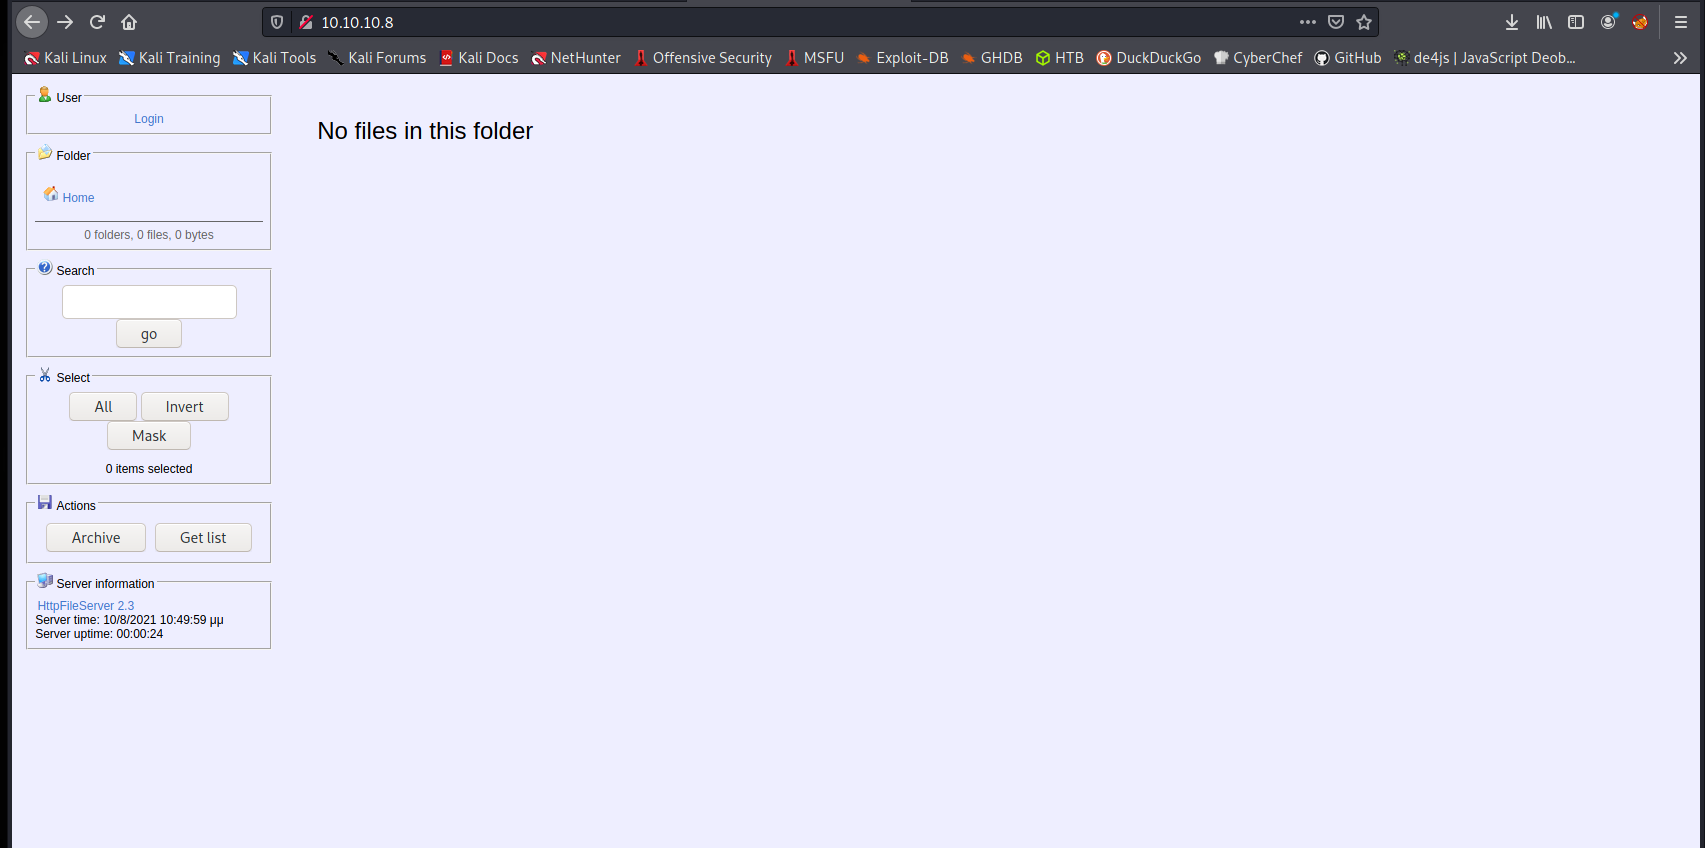 10.10.10.8
Kali Linux Kali Training Kali Tools Kali Forums Kali Docs NetHunter Offensive Security MSFU Exploit-DB GHDB HTB DuckDuckGo CyberChef GitHub de4js | JavaScript Deob...
User
Login
Folder
Home
0 folders, 0 files, 0 bytes
Search
go
Select
All Invert
Mask
0 items selected
Actions
Archive Get list
Server information
HttpFileServer 2.3
Server time: 10/8/2021 10:49:59 μμ
Server uptime: 00:00:24
No files in this folder